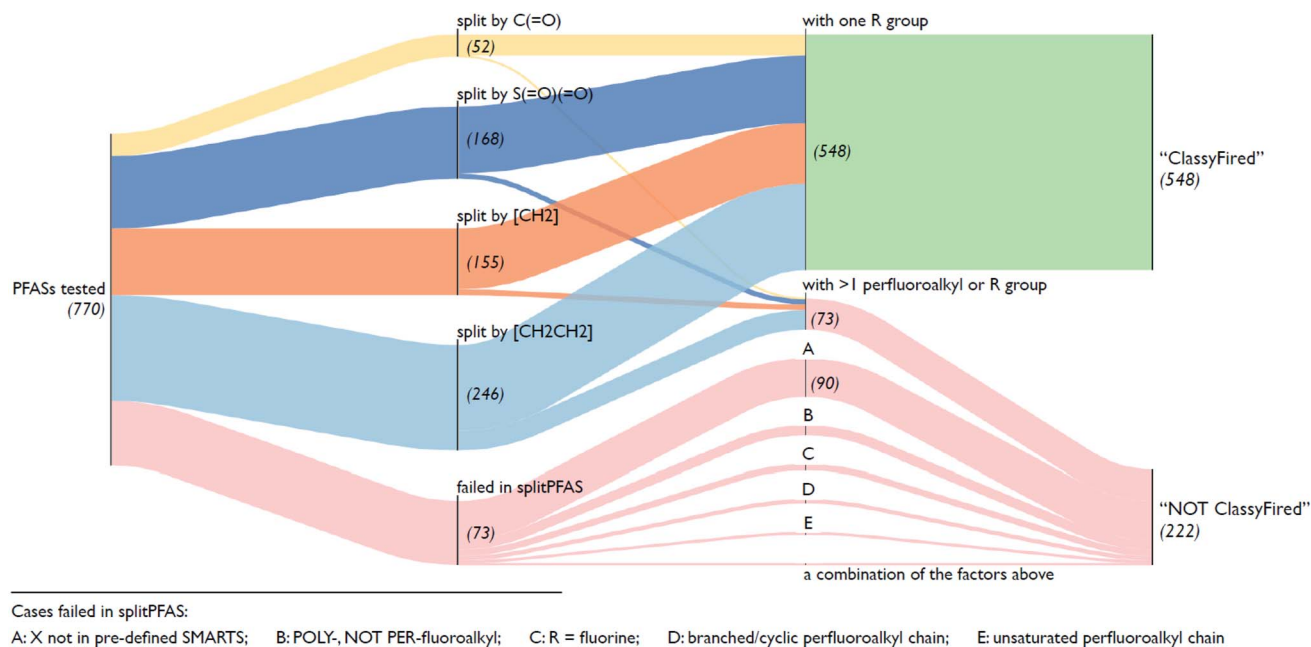 split by C(=O)
(52)
with one R group
split by S(=O)(=O)
(168)
(548)
"ClassyFired"
(548)
split by [CH2]
(155)
PFASs tested
(770)
with >1 perfluoroalkyl or R group
(73)
split by [CH2CH2]
(246)
A
(90)
B
C
D
E
failed in splitPFAS
(73)
"NOT ClassyFired"
(222)
a combination of the factors above
Cases failed in splitPFAS:
A: X not in pre-defined SMARTS; B: POLY-, NOT PER-fluoroalkyl; C: R = fluorine; D: branched/cyclic perfluoroalkyl chain; E: unsaturated perfluoroalkyl chain